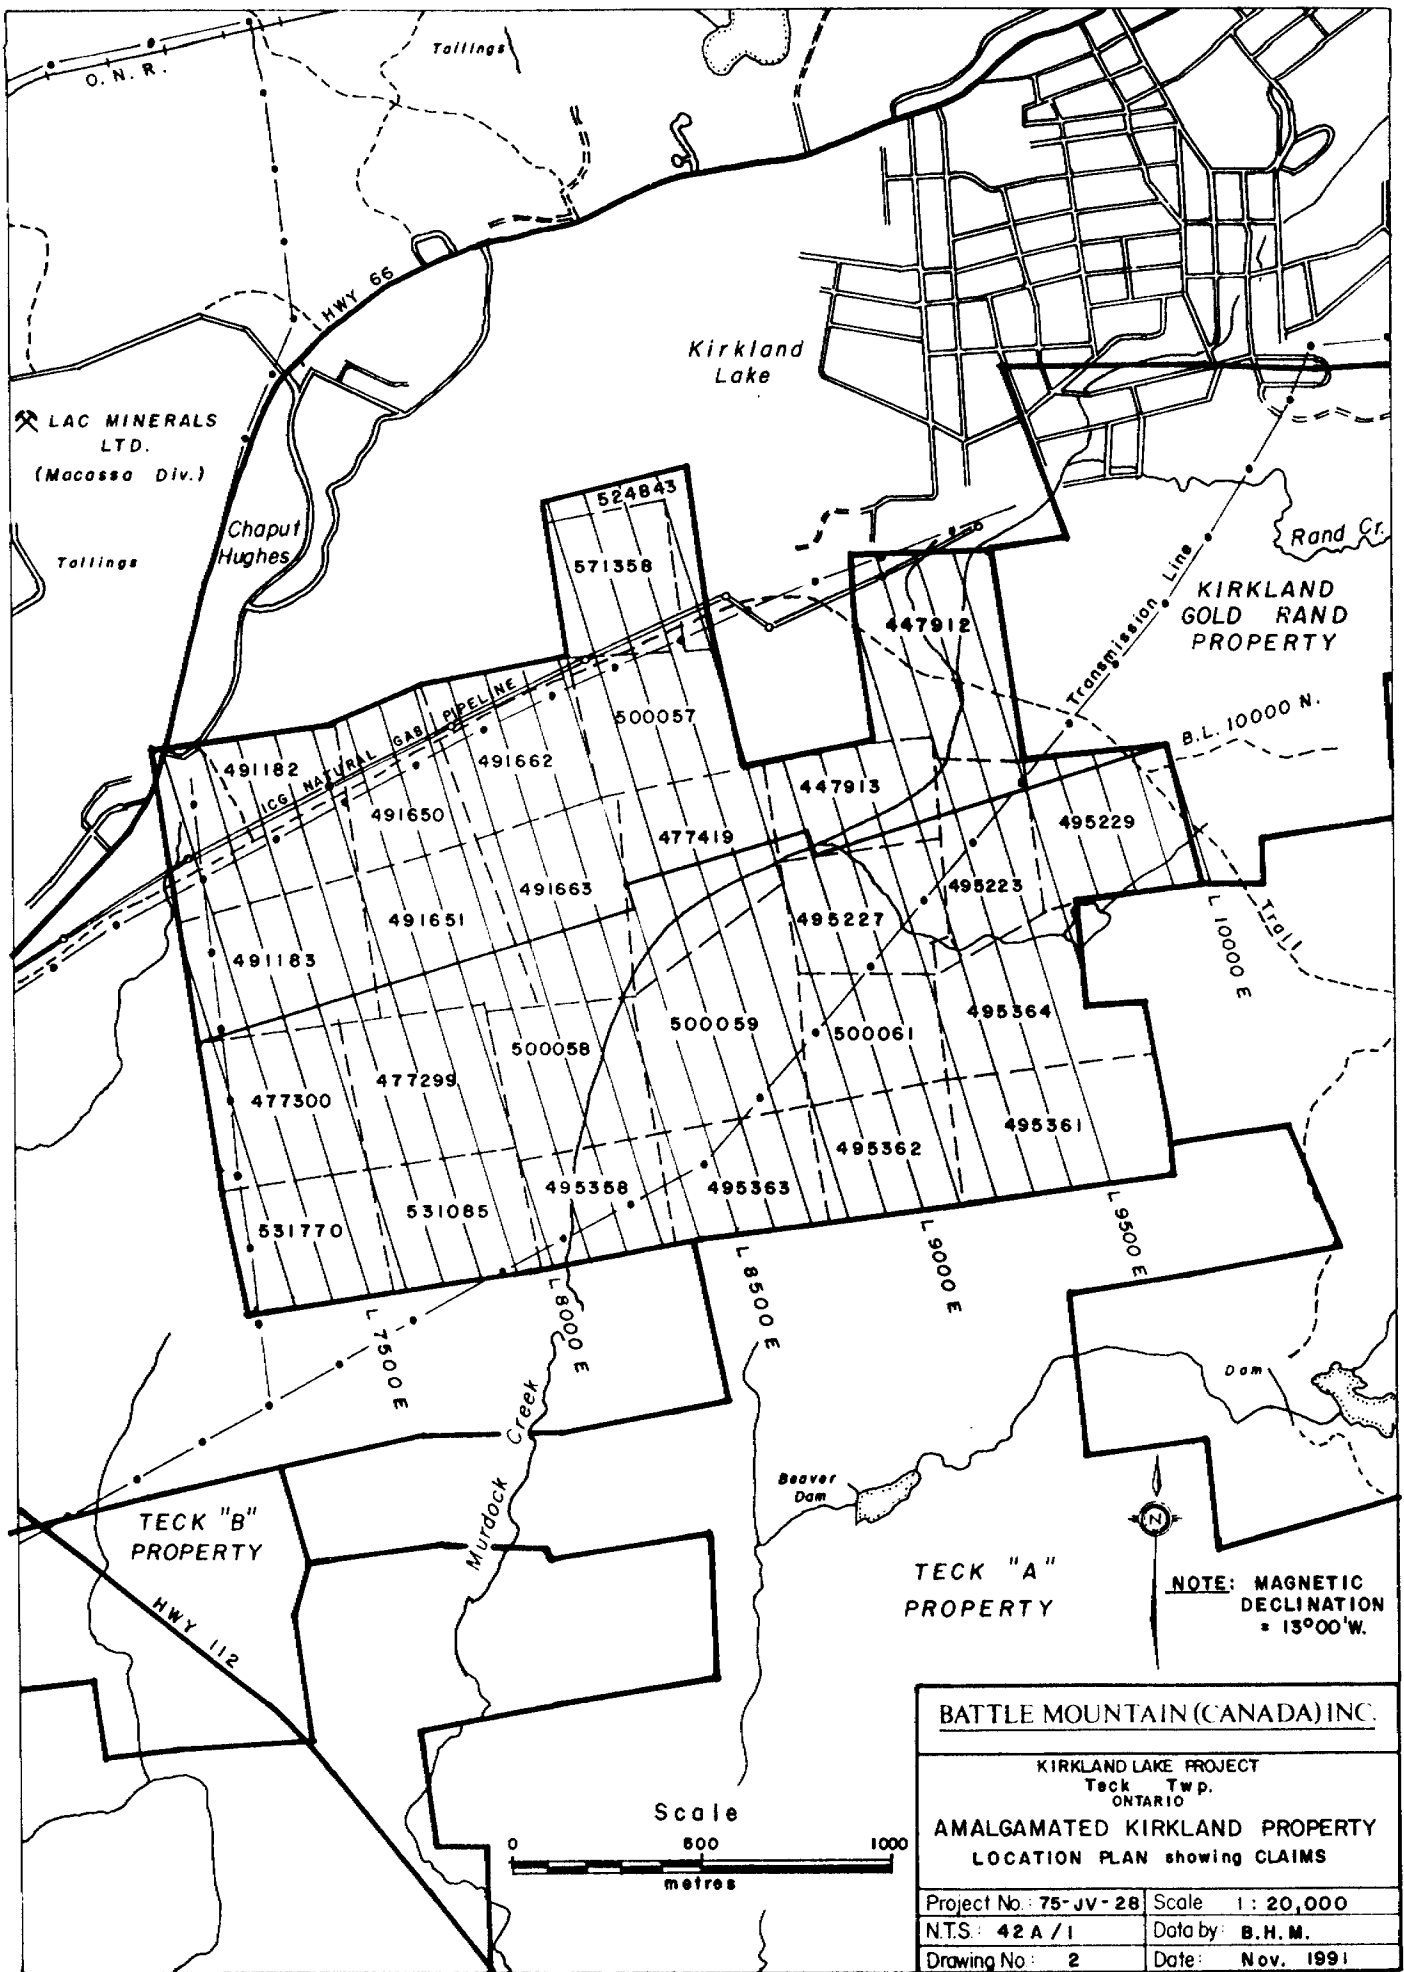 Tailings
O. N. R.
HWY 66
Kirkland
Lake
LAC MINERALS
LTD.
(Macassa Div.)
Chaput
Hughes
Tailings
524843
571358
Rand Cr.
KIRKLAND
GOLD RAND
PROPERTY
Transmission Line
447912
500057
B.L. 10000 N.
ICG NATURAL GAS PIPELINE
491182
491662
491650
447913
477419
495229
491663
495223
491651
495227
491183
L 10000 E
Trail
495364
500059
500061
500058
477299
477300
495361
495362
495358
495363
531085
531770
L 7500 E
L 8000 E
L 8500 E
L 9000 E
L 9500 E
Dam
Murdock Creek
Beaver
Dam
TECK "B"
PROPERTY
HWY 112
TECK "A"
PROPERTY
N
NOTE: MAGNETIC
DECLINATION
= 13°00'W.
Scale
0 600 1000
metres
BATTLE MOUNTAIN (CANADA) INC.
KIRKLAND LAKE PROJECT
Teck Twp.
ONTARIO
AMALGAMATED KIRKLAND PROPERTY
LOCATION PLAN showing CLAIMS
Project No.: 75-JV-28 Scale 1:20,000
N.T.S.: 42 A/1 Data by: B.H.M.
Drawing No: 2 Date: Nov. 1991